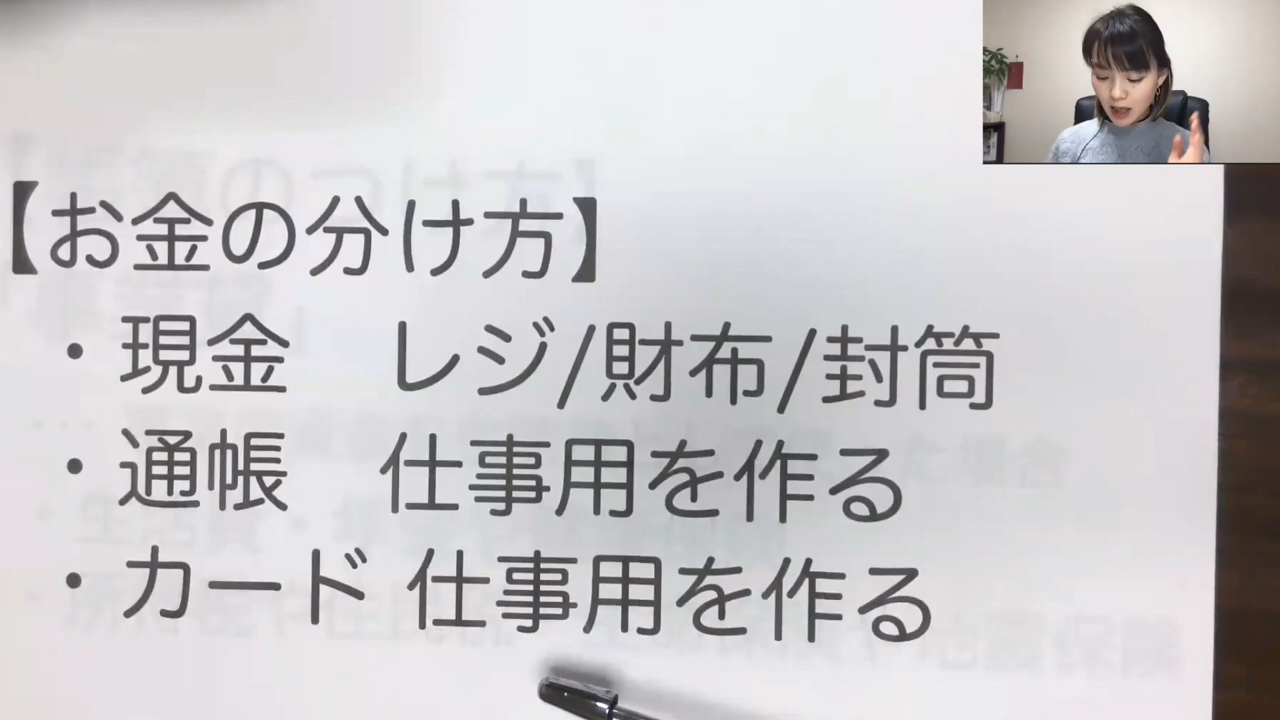 【お金の分け方】
・現金　レジ/財布/封筒
・通帳　仕事用を作る
・カード 仕事用を作る